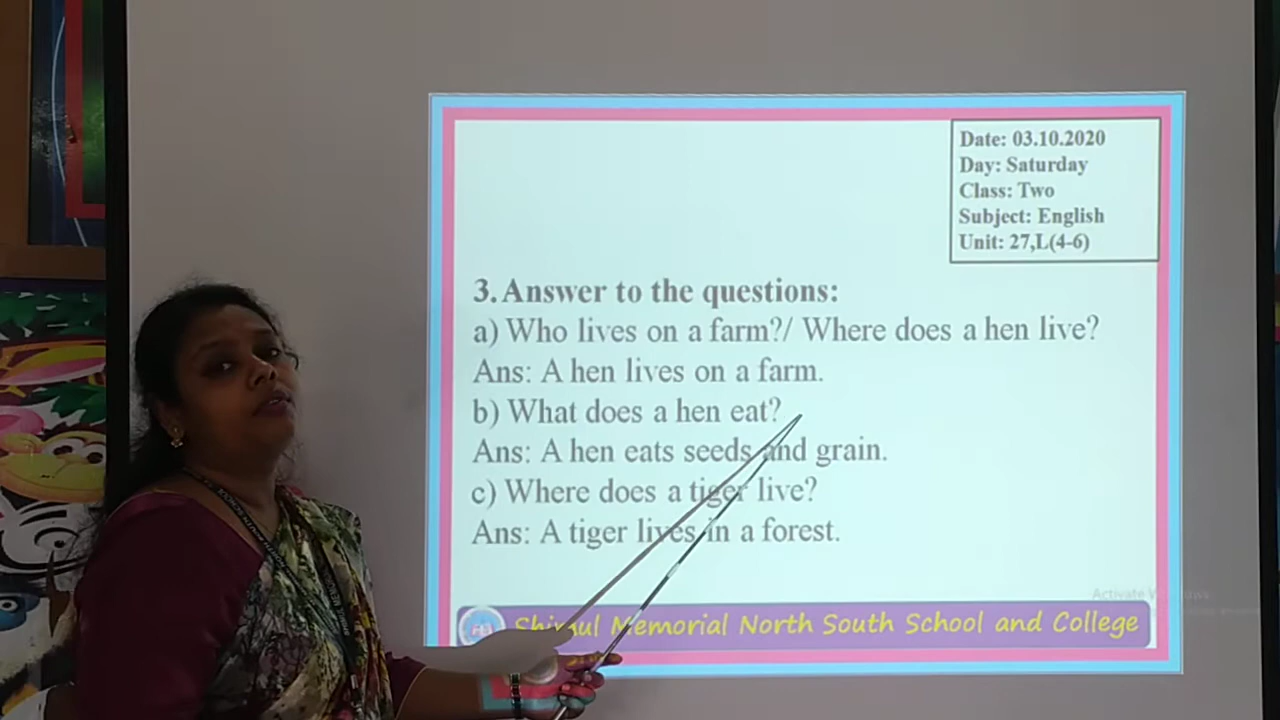 Date: 03.10.2020
Day: Saturday
Class: Two
Subject: English
Unit: 27,L(4-6)
3. Answer to the questions:
a) Who lives on a farm?/ Where does a hen live?
Ans: A hen lives on a farm.
b) What does a hen eat?
Ans: A hen eats seeds and grain.
c) Where does a tiger live?
Ans: A tiger lives in a forest.
Memorial North South School and College